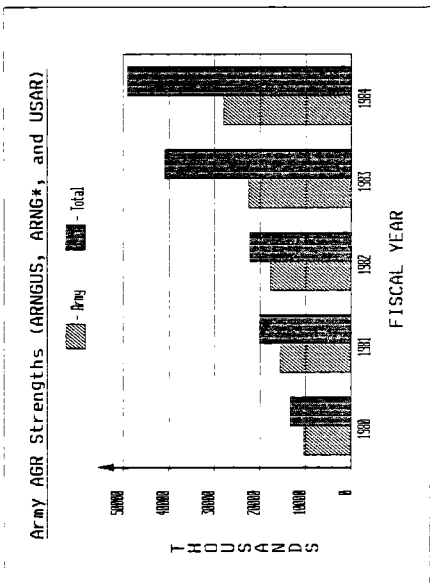 Army AGR Strengths (ARNGUS, ARNG*, and USAR)
- Army
- Total
50000
40000
30000
20000
10000
0
THOUSANDS
1980
1981
1982
1983
1984
FISCAL YEAR